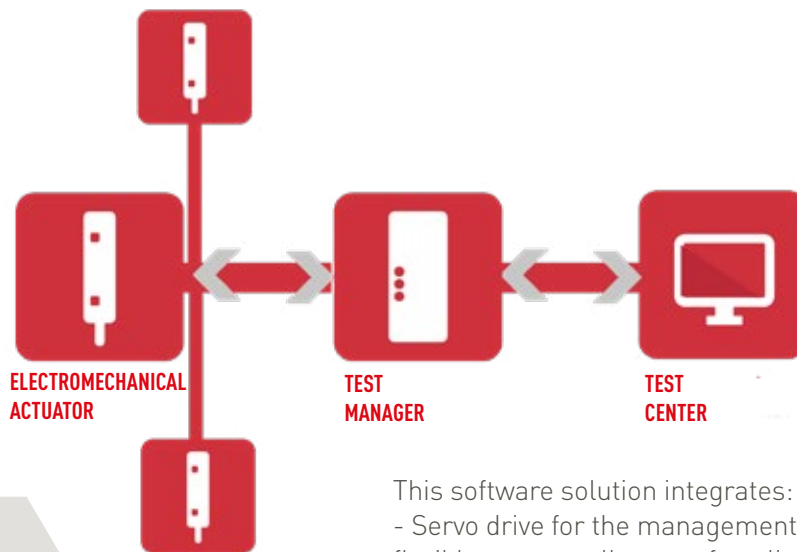 ELECTROMECHANICAL
ACTUATOR
TEST
MANAGER
TEST
CENTER
This software solution integrates:
- Servo drive for the management